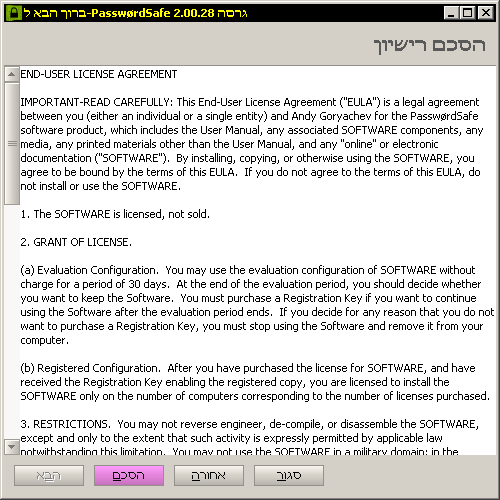 ברוך הבא ל-PasswørdSafe 2.00.28 גרסה
הסכם רישיון
END-USER LICENSE AGREEMENT
IMPORTANT-READ CAREFULLY: This End-User License Agreement ("EULA") is a legal agreement
between you (either an individual or a single entity) and Andy Goryachev for the PasswørdSafe
software product, which includes the User Manual, any associated SOFTWARE components, any
media, any printed materials other than the User Manual, and any "online" or electronic
documentation ("SOFTWARE").  By installing, copying, or otherwise using the SOFTWARE, you
agree to be bound by the terms of this EULA.  If you do not agree to the terms of this EULA, do
not install or use the SOFTWARE.
1. The SOFTWARE is licensed, not sold.
2. GRANT OF LICENSE.
(a) Evaluation Configuration.  You may use the evaluation configuration of SOFTWARE without
charge for a period of 30 days.  At the end of the evaluation period, you should decide whether
you want to keep the Software.  You must purchase a Registration Key if you want to continue
using the Software after the evaluation period ends.  If you decide for any reason that you do not
want to purchase a Registration Key, you must stop using the Software and remove it from your
computer.
(b) Registered Configuration.  After you have purchased the license for SOFTWARE, and have
received the Registration Key enabling the registered copy, you are licensed to install the
SOFTWARE only on the number of computers corresponding to the number of licenses purchased.
3. RESTRICTIONS.  You may not reverse engineer, de-compile, or disassemble the SOFTWARE,
except and only to the extent that such activity is expressly permitted by applicable law
notwithstanding this limitation.  You may not use the SOFTWARE in a military domain; in the
הבא הסכם אחורה סגור